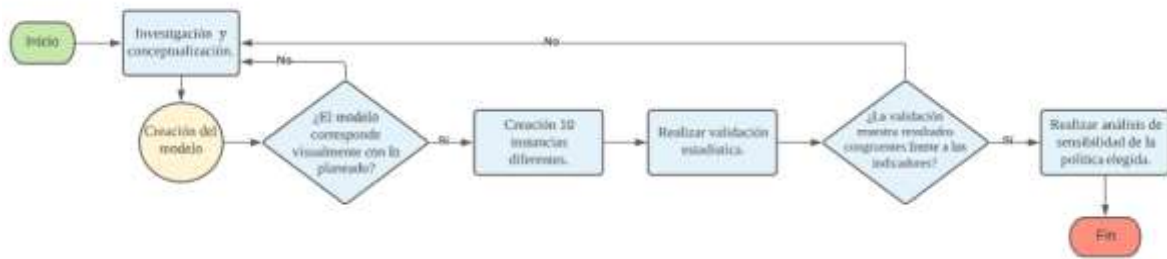 Inicio
Investigación y
conceptualización.
No
No
Creación del
modelo
¿El modelo
corresponde
visualmente con lo
planeado?
Si
Creación 10
instancias
diferentes.
Realizar validación
estadística.
¿La validación
muestra resultados
congruentes frente a las
indicadores?
Si
Realizar análisis de
sensibilidad de la
política elegida.
Fin